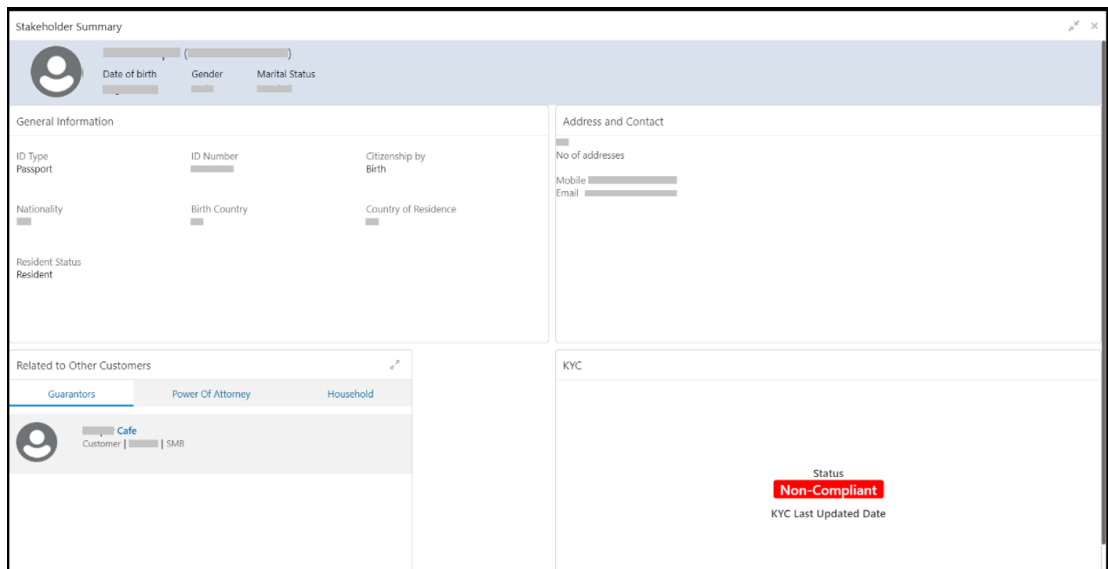 Stakeholder Summary
( )
Date of birth Gender Marital Status
General Information
ID Type ID Number Citizenship by
Passport Birth
Nationality Birth Country Country of Residence
Resident Status
Resident
Address and Contact
No of addresses
Mobile
Email
Related to Other Customers
Guarantors Power Of Attorney Household
Cafe
Customer | | SMB
KYC
Status
Non-Compliant
KYC Last Updated Date